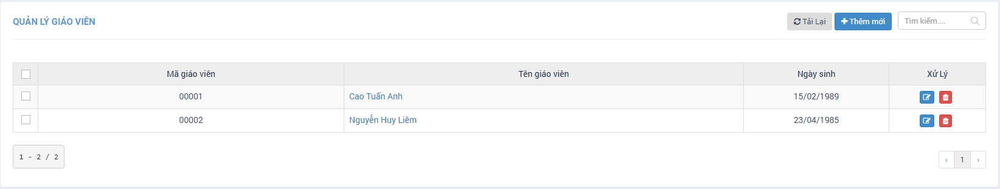 QUẢN LÝ GIÁO VIÊN
Tải Lại
Thêm mới
Tìm kiếm....
Mã giáo viên Tên giáo viên Ngày sinh Xử Lý
00001 Cao Tuấn Anh 15/02/1989
00002 Nguyễn Huy Liêm 23/04/1985
1 - 2 / 2
‹ 1 ›